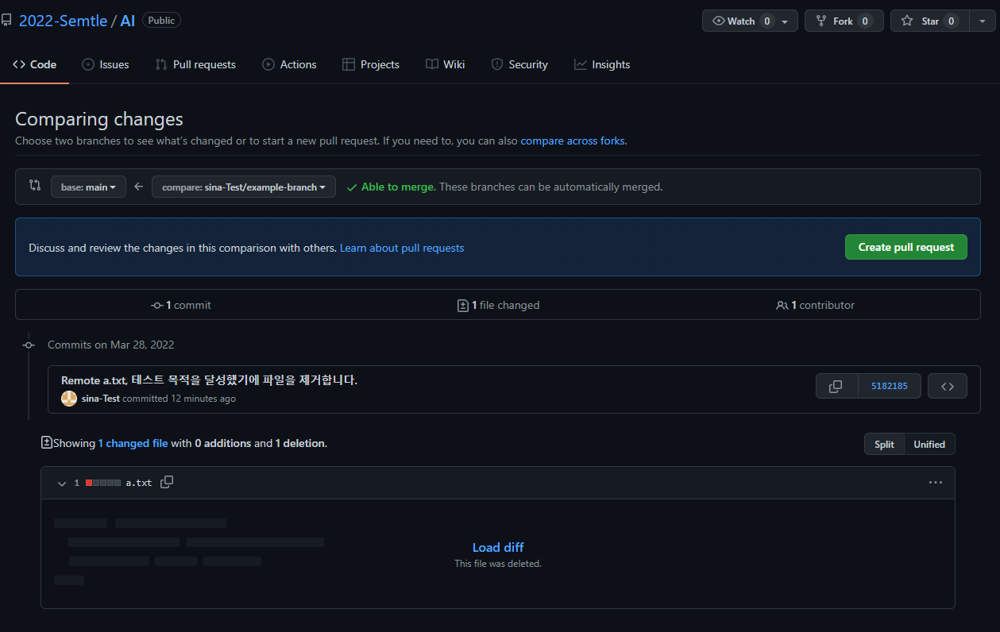 2022-Semtle / AI Public Watch 0 Fork 0 Star 0
Code Issues Pull requests Actions Projects Wiki Security Insights
Comparing changes
Choose two branches to see what's changed or to start a new pull request. If you need to, you can also compare across forks.
base: main compare: sina-Test/example-branch Able to merge. These branches can be automatically merged.
Discuss and review the changes in this comparison with others. Learn about pull requests Create pull request
1 commit 1 file changed 1 contributor
Commits on Mar 28, 2022
Remote a.txt, 테스트 목적을 달성했기에 파일을 제거합니다.
sina-Test committed 12 minutes ago 5182185
Showing 1 changed file with 0 additions and 1 deletion. Split Unified
1 a.txt
Load diff
This file was deleted.